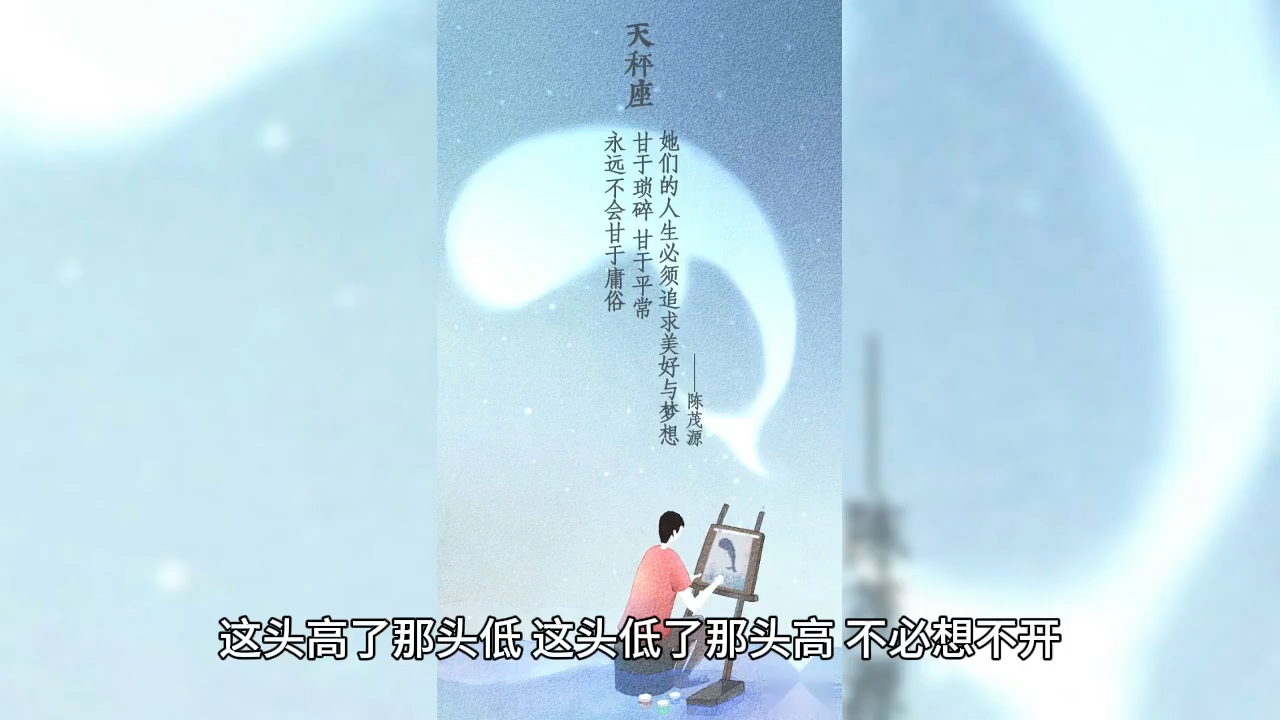 天秤座
她们的人生必须追求美好与梦想
甘于琐碎 甘于平常
永远不会甘于庸俗
——陈茂源
这头高了那头低 这头低了那头高 不必想不开